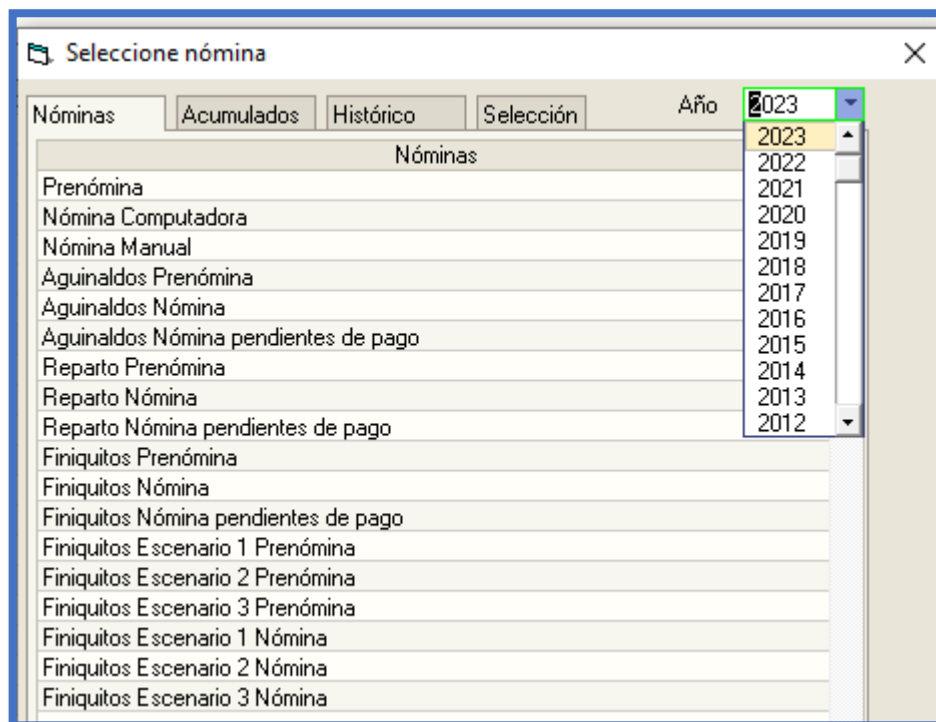 Seleccione nómina
Nóminas Acumulados Histórico Selección Año 2023
2023
2022
2021
2020
2019
2018
2017
2016
2015
2014
2013
2012
Nóminas
Prenómina
Nómina Computadora
Nómina Manual
Aguinaldos Prenómina
Aguinaldos Nómina
Aguinaldos Nómina pendientes de pago
Reparto Prenómina
Reparto Nómina
Reparto Nómina pendientes de pago
Finiquitos Prenómina
Finiquitos Nómina
Finiquitos Nómina pendientes de pago
Finiquitos Escenario 1 Prenómina
Finiquitos Escenario 2 Prenómina
Finiquitos Escenario 3 Prenómina
Finiquitos Escenario 1 Nómina
Finiquitos Escenario 2 Nómina
Finiquitos Escenario 3 Nómina